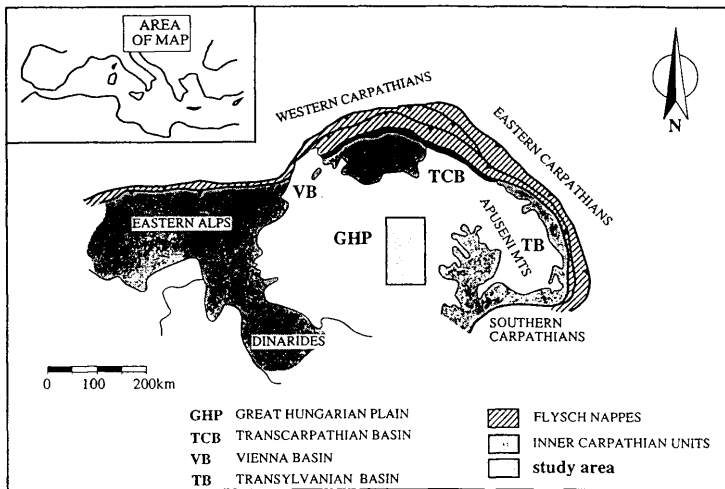 AREA
OF MAP
WESTERN CARPATHIANS
EASTERN CARPATHIANS
N
VB
TCB
EASTERN ALPS
GHP
APUSENI MTS
TB
DINARIDES
SOUTHERN
CARPATHIANS
0 100 200km
GHP GREAT HUNGARIAN PLAIN
TCB TRANSCARPATHIAN BASIN
VB VIENNA BASIN
TB TRANSYLVANIAN BASIN
FLYSCH NAPPES
INNER CARPATHIAN UNITS
study area